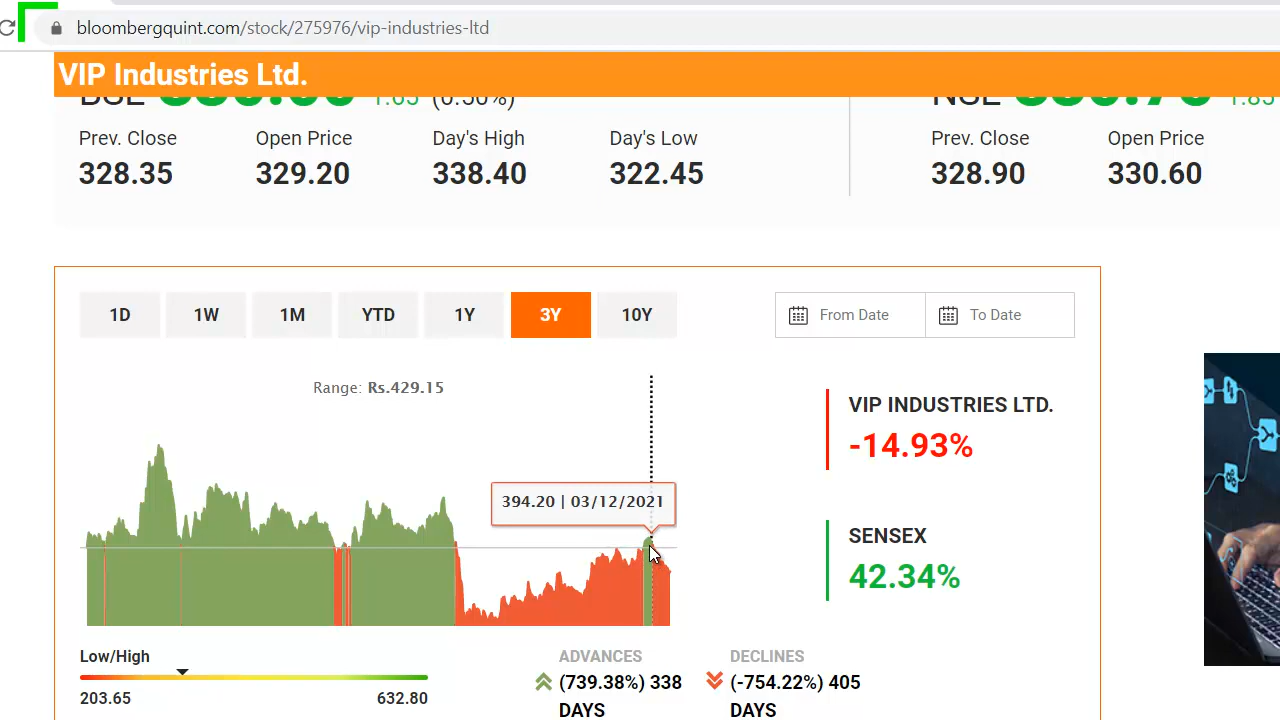 bloombergquint.com/stock/275976/vip-industries-ltd
VIP Industries Ltd.
BSE 1.65 (0.50%) NSE 1.85
Prev. Close Open Price Day's High Day's Low Prev. Close Open Price
328.35 329.20 338.40 322.45 328.90 330.60
1D 1W 1M YTD 1Y 3Y 10Y From Date To Date
Range: Rs.429.15
VIP INDUSTRIES LTD.
-14.93%
394.20 | 03/12/2021
SENSEX
42.34%
Low/High ADVANCES DECLINES
(739.38%) 338 (-754.22%) 405
203.65 632.80 DAYS DAYS